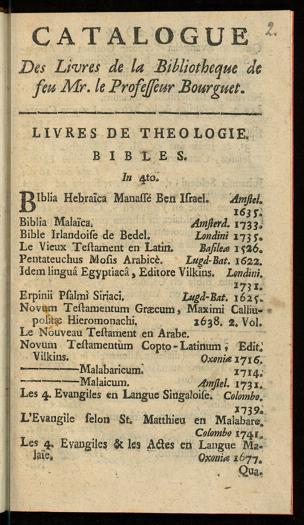 2.
CATALOGUE
Des Livres de la Bibliotheque de
feu Mr. le Professeur Bourguet.
LIVRES DE THEOLOGIE.
BIBLES.
In 4to.
BIblia Hebraïca Manassé Ben Israel. Amstel.
1635.
Biblia Malaïca. Amsterd. 1733.
Bible Irlandoise de Bedel. Londini 1735.
Le Vieux Testament en Latin. Basileæ 1526.
Pentateuchus Mosis Arabicè. Lugd-Bat. 1622.
Idem linguâ Egyptiacâ, Editore Vilkins. Londini.
1731.
Erpinii Psalmi Siriaci. Lugd-Bat. 1625.
Novum Testamentum Græcum, Maximi Calliu-
politæ Hieromonachi. 1638. 2. Vol.
Le Nouveau Testament en Arabe.
Novum Testamentum Copto-Latinum, Edit.
Vilkins. Oxoniæ 1716.
——Malabaricum. 1714.
——Malaicum. Amstel. 1731.
Les 4. Evangiles en Langue Singaloise. Colombo.
1739.
L'Evangile selon St. Matthieu en Malabare.
Colombo 1741.
Les 4. Evangiles & les Actes en Langue Ma-
laïe. Oxoniæ 1677.
Qua.